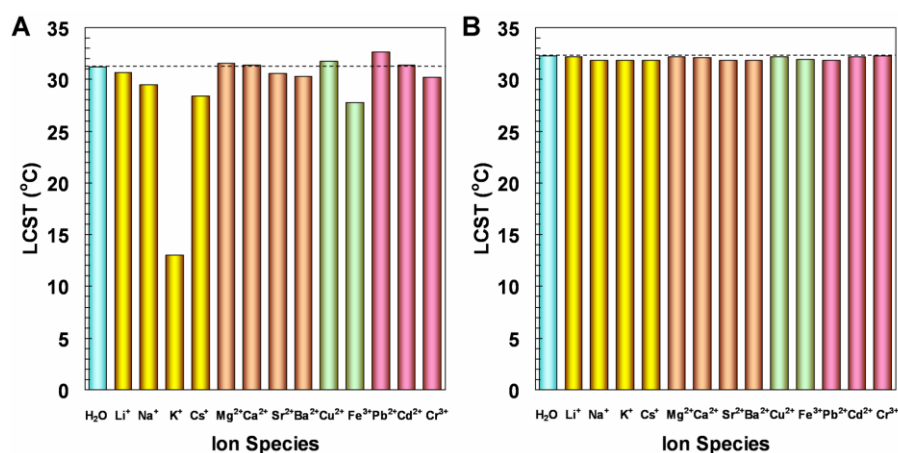 A
LCST (°C)
35
30
25
20
15
10
5
0
H₂O Li⁺ Na⁺ K⁺ Cs⁺ Mg²⁺ Ca²⁺ Sr²⁺ Ba²⁺ Cu²⁺ Fe³⁺ Pb²⁺ Cd²⁺ Cr³⁺
Ion Species
B
LCST (°C)
35
30
25
20
15
10
5
0
H₂O Li⁺ Na⁺ K⁺ Cs⁺ Mg²⁺ Ca²⁺ Sr²⁺ Ba²⁺ Cu²⁺ Fe³⁺ Pb²⁺ Cd²⁺ Cr³⁺
Ion Species